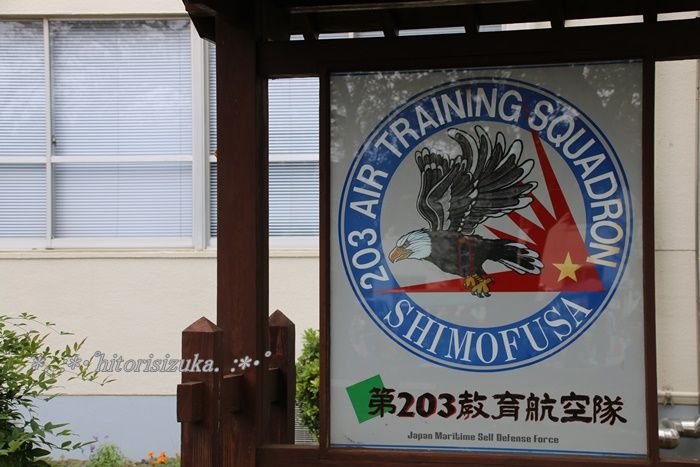 203 AIR TRAINING SQUADRON
SHIMOFUSA
*:..｡*･ﾟhitorisizuka. .:*･ﾟ
第203教育航空隊
Japan Maritime Self Defense Force